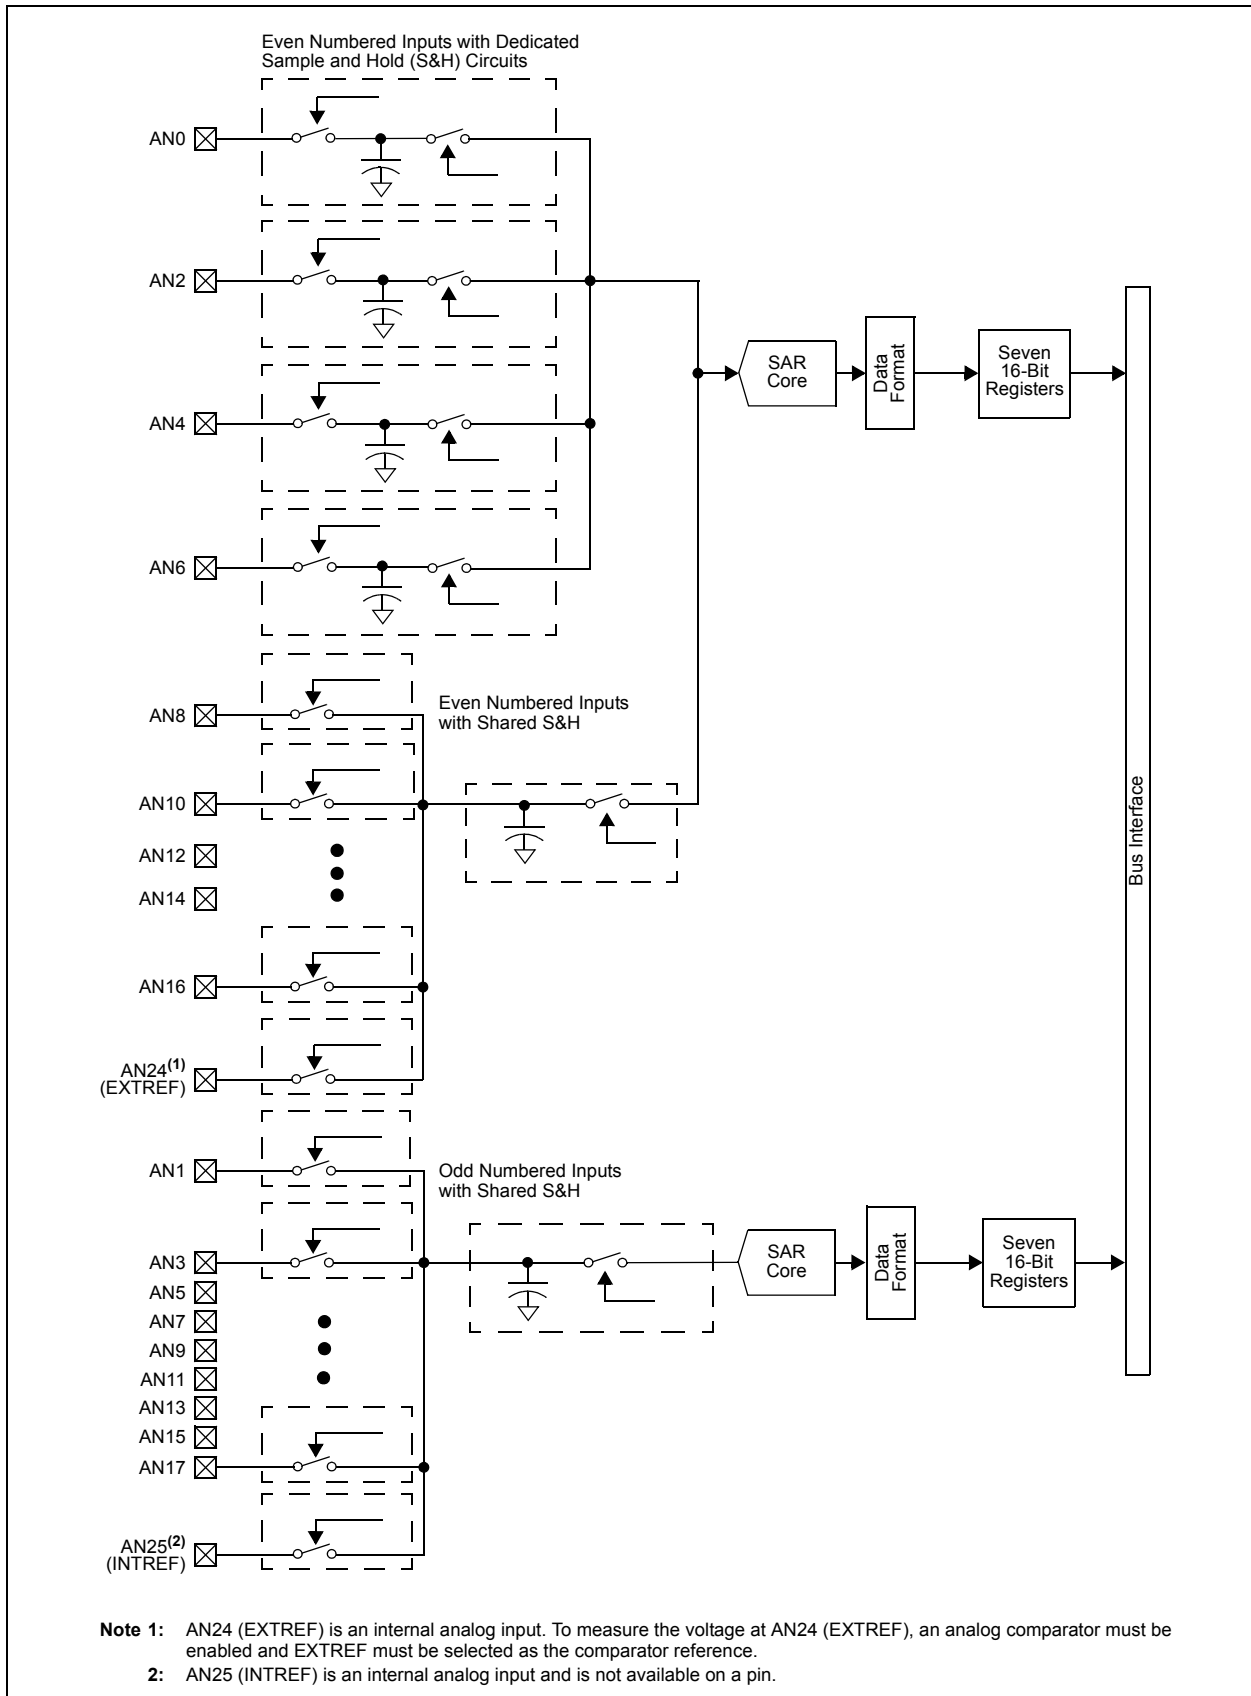 Even Numbered Inputs with Dedicated
Sample and Hold (S&H) Circuits
AN0
AN2
AN4
AN6
SAR
Core
Data
Format
Seven
16-Bit
Registers
AN8
Even Numbered Inputs
with Shared S&H
AN10
AN12
AN14
Bus Interface
AN16
AN24(1)
(EXTREF)
AN1
Odd Numbered Inputs
with Shared S&H
AN3
SAR
Core
Data
Format
Seven
16-Bit
Registers
AN5
AN7
AN9
AN11
AN13
AN15
AN17
AN25(2)
(INTREF)
Note 1: AN24 (EXTREF) is an internal analog input. To measure the voltage at AN24 (EXTREF), an analog comparator must be
enabled and EXTREF must be selected as the comparator reference.
2: AN25 (INTREF) is an internal analog input and is not available on a pin.